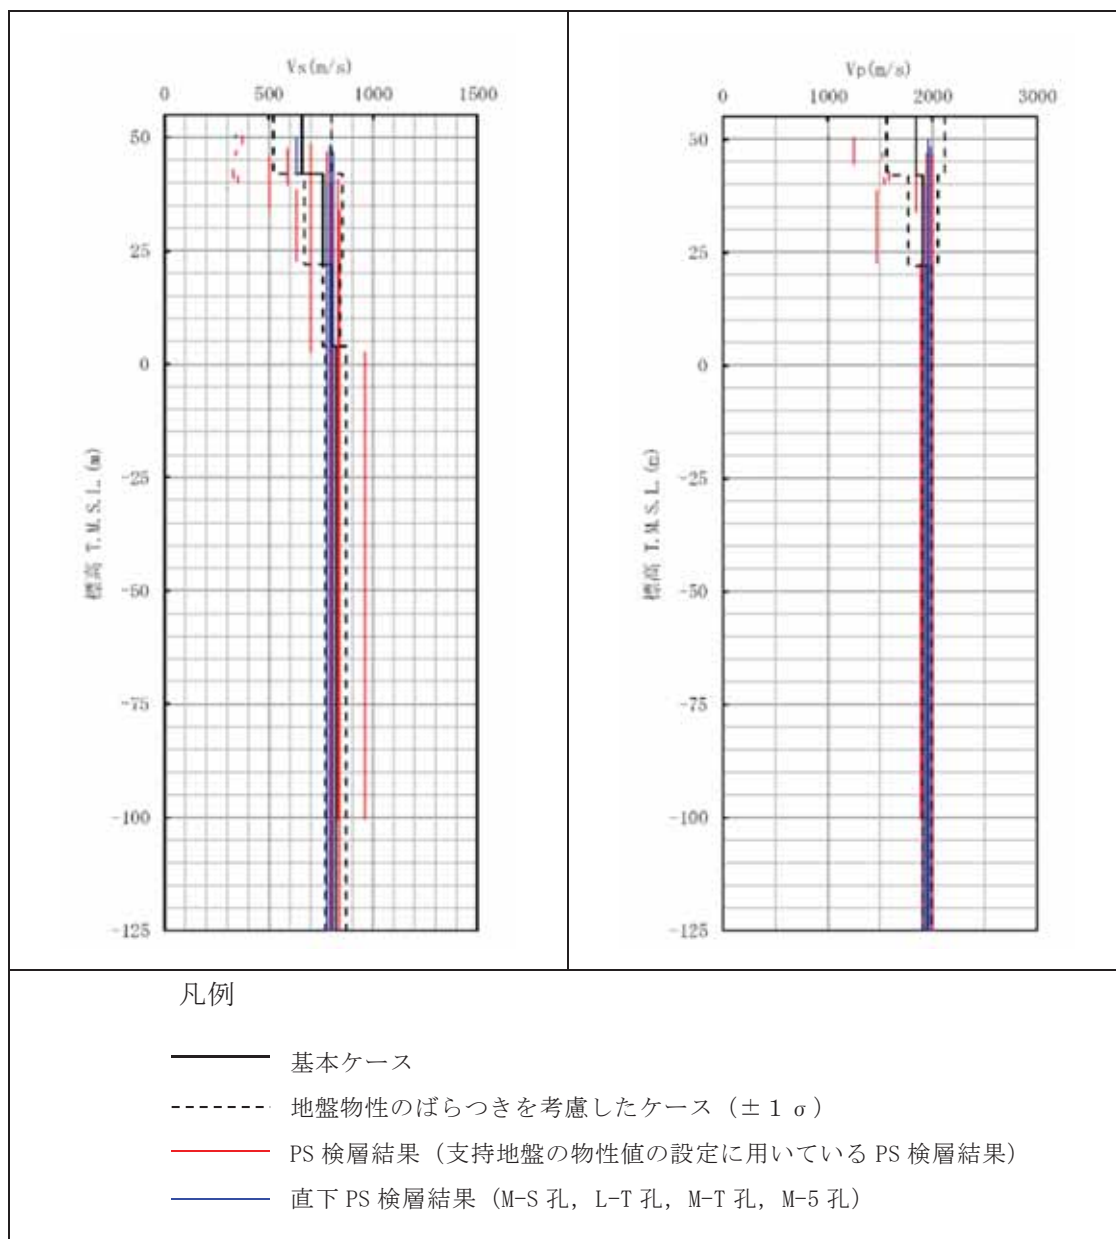 Vs(m/s)
0 500 1000 1500
50
25
0
-25
-50
-75
-100
-125
標高 T.M.S.L.(m)
Vp(m/s)
0 1000 2000 3000
50
25
0
-25
-50
-75
-100
-125
標高 T.M.S.L.(m)
凡例
基本ケース
地盤物性のばらつきを考慮したケース（±１σ）
PS 検層結果（支持地盤の物性値の設定に用いている PS 検層結果）
直下 PS 検層結果（M-S 孔，L-T 孔，M-T 孔，M-5 孔）